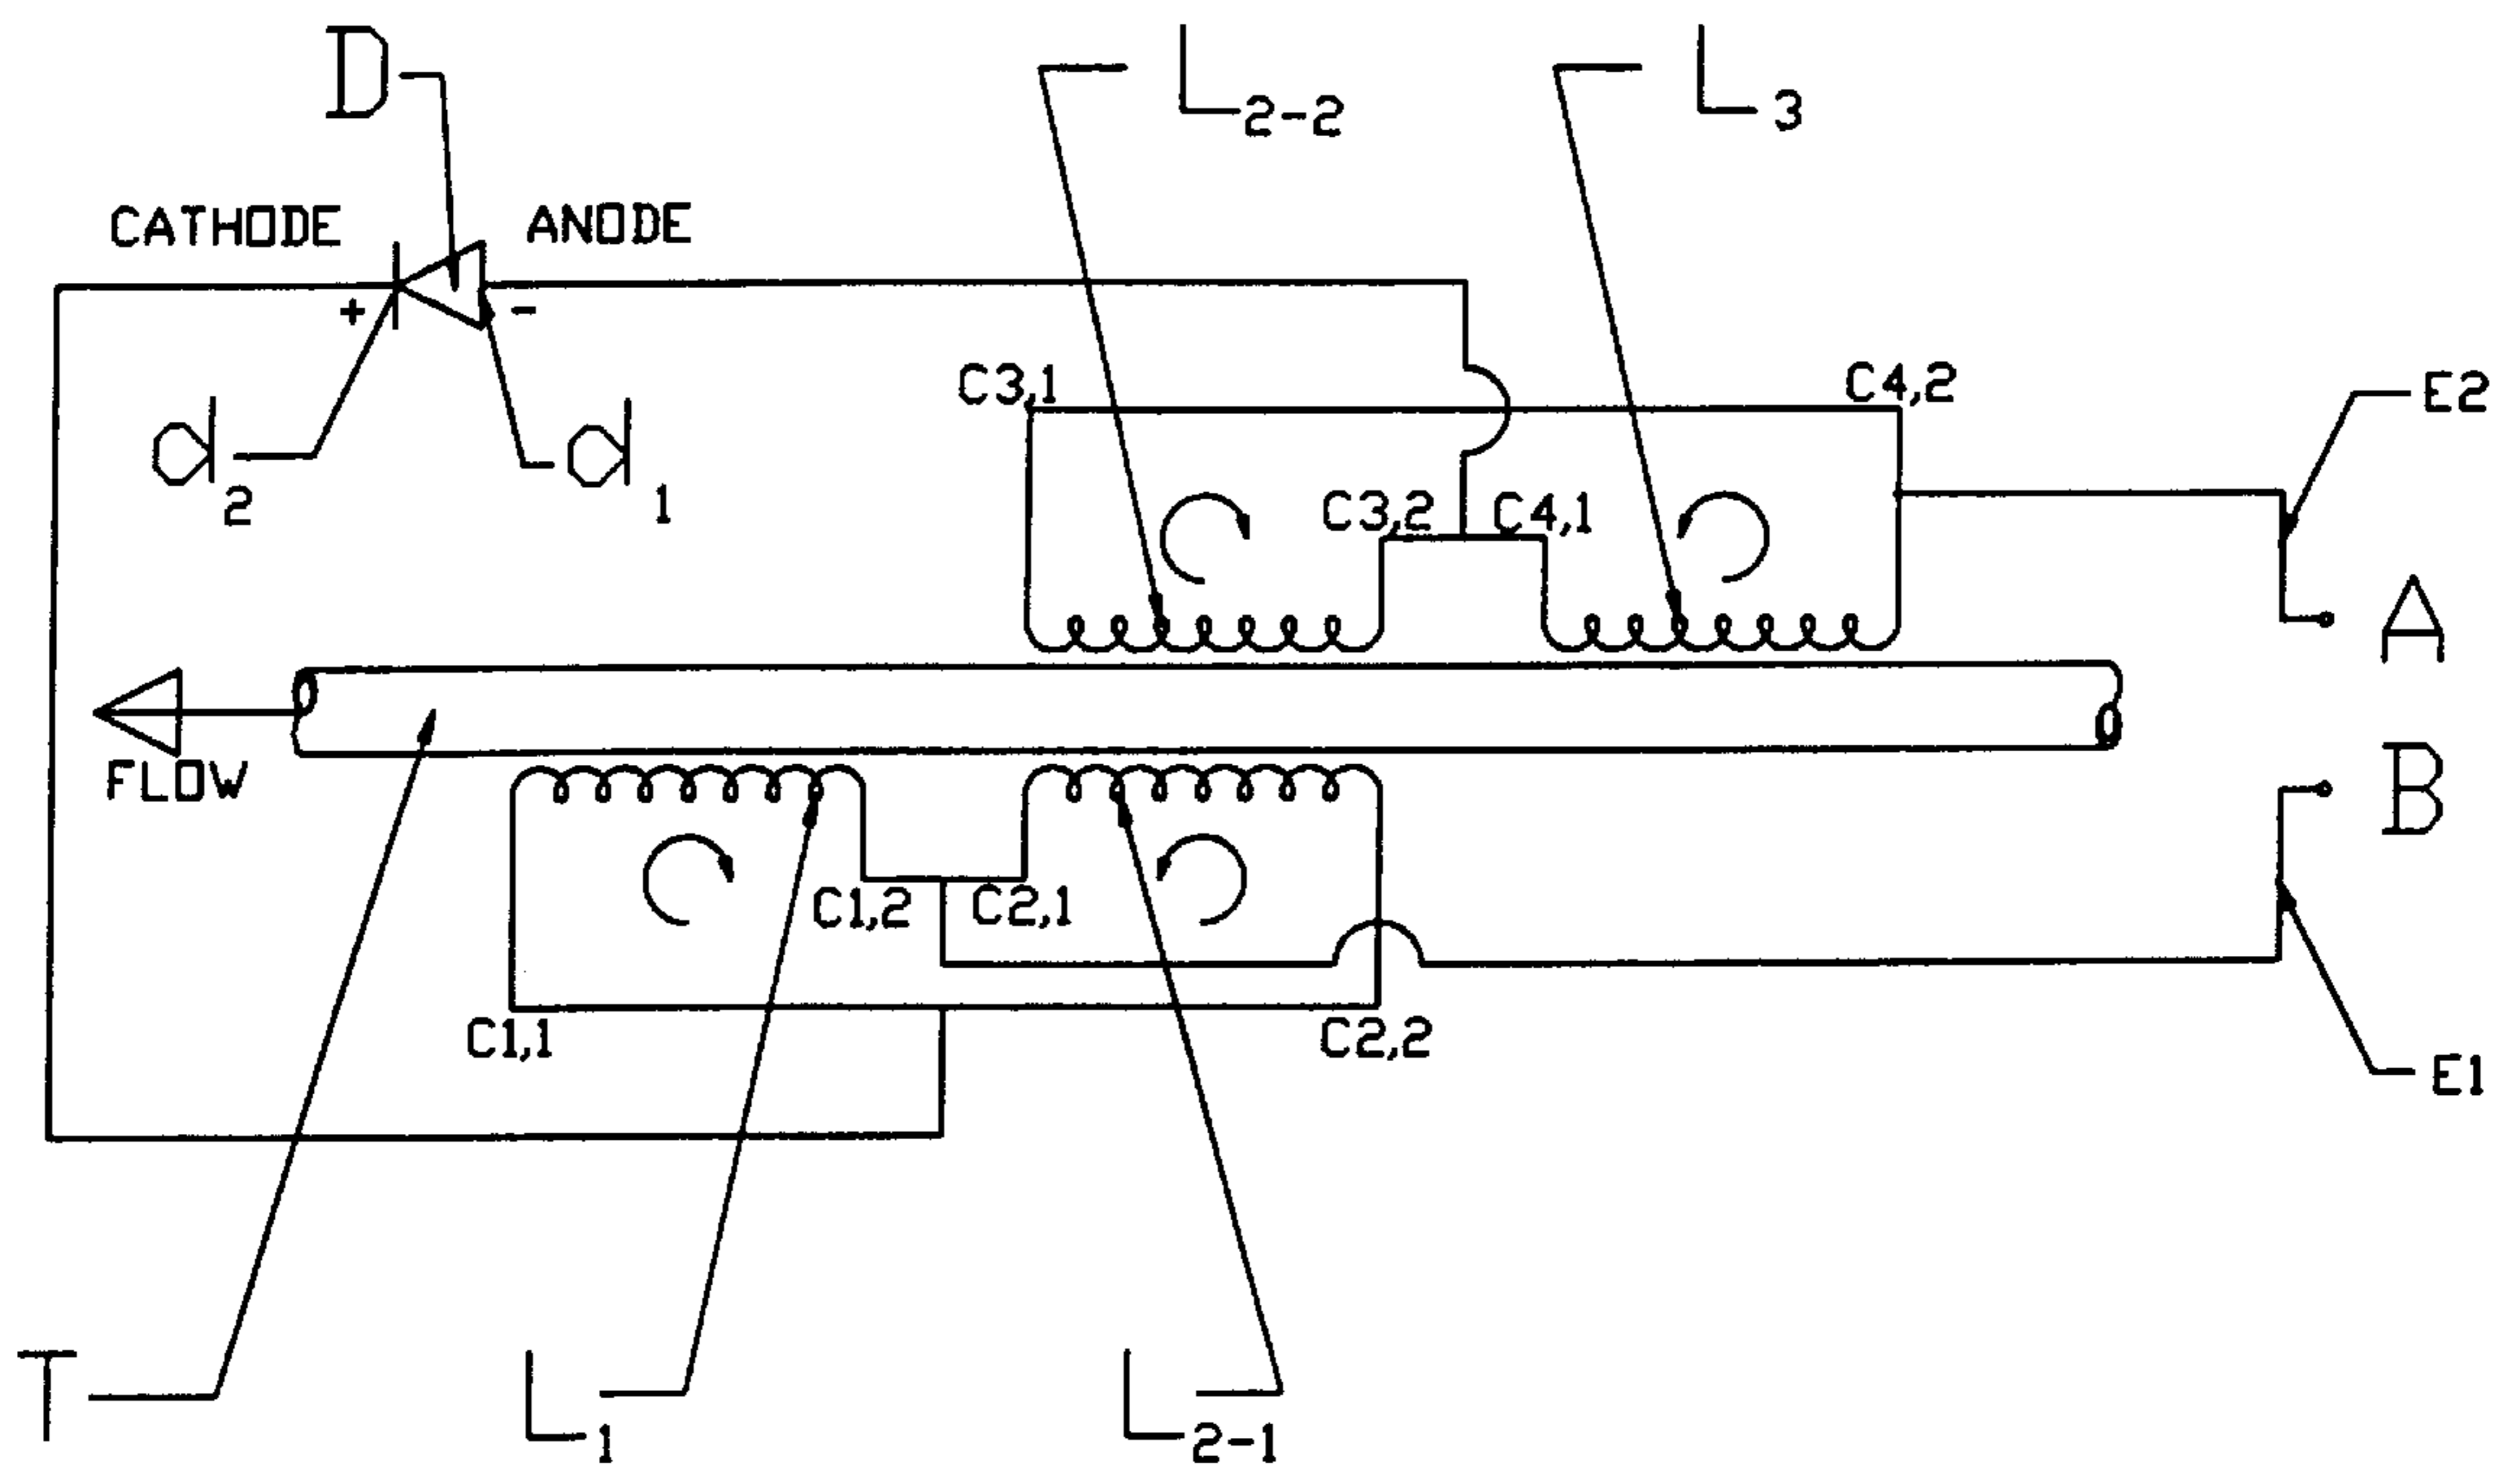 D
L2-2
L3
CATHODE
ANODE
+
-
d2
d1
C3,1
C4,2
E2
C3,2
C4,1
A
FLOW
B
C1,2
C2,1
C1,1
C2,2
E1
T
L1
L2-1